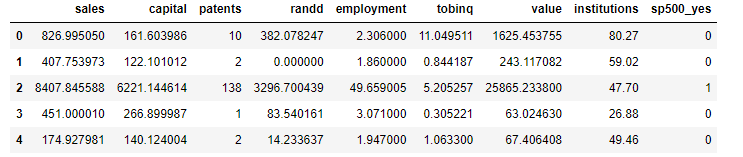 sales capital patents randd employment tobinq value institutions sp500_yes
0 826.995050 161.603986 10 382.078247 2.306000 11.049511 1625.453755 80.27 0
1 407.753973 122.101012 2 0.000000 1.860000 0.844187 243.117082 59.02 0
2 8407.845588 6221.144614 138 3296.700439 49.659005 5.205257 25865.233800 47.70 1
3 451.000010 266.899987 1 83.540161 3.071000 0.305221 63.024630 26.88 0
4 174.927981 140.124004 2 14.233637 1.947000 1.063300 67.406408 49.46 0